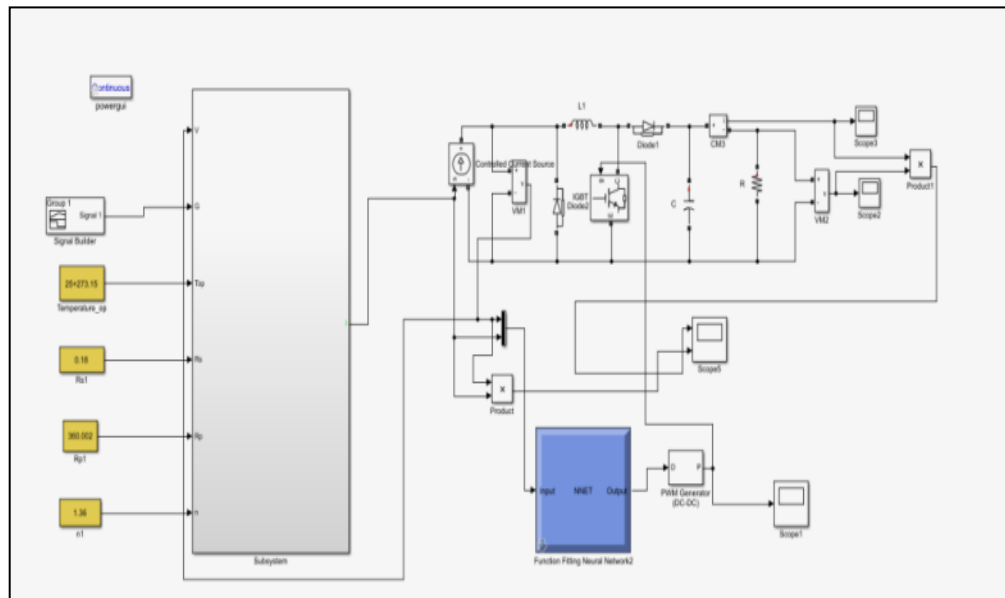 Continuous
powergui
V
Group 1
Signal 1
Signal Builder
G
25+273.15
Temperature_op
Top
0.18
Rs1
Rs
360.002
Rp1
Rp
1.36
n1
n
Subsystem
Controlled Current Source
VM1
L1
Diode1
IGBT
Diode2
C
CM3
R
VM2
Scope3
Scope2
Product1
Scope5
Product
Input
NNET
Output
Function Fitting Neural Network2
D
P
PWM Generator
(DC-DC)
Scope1